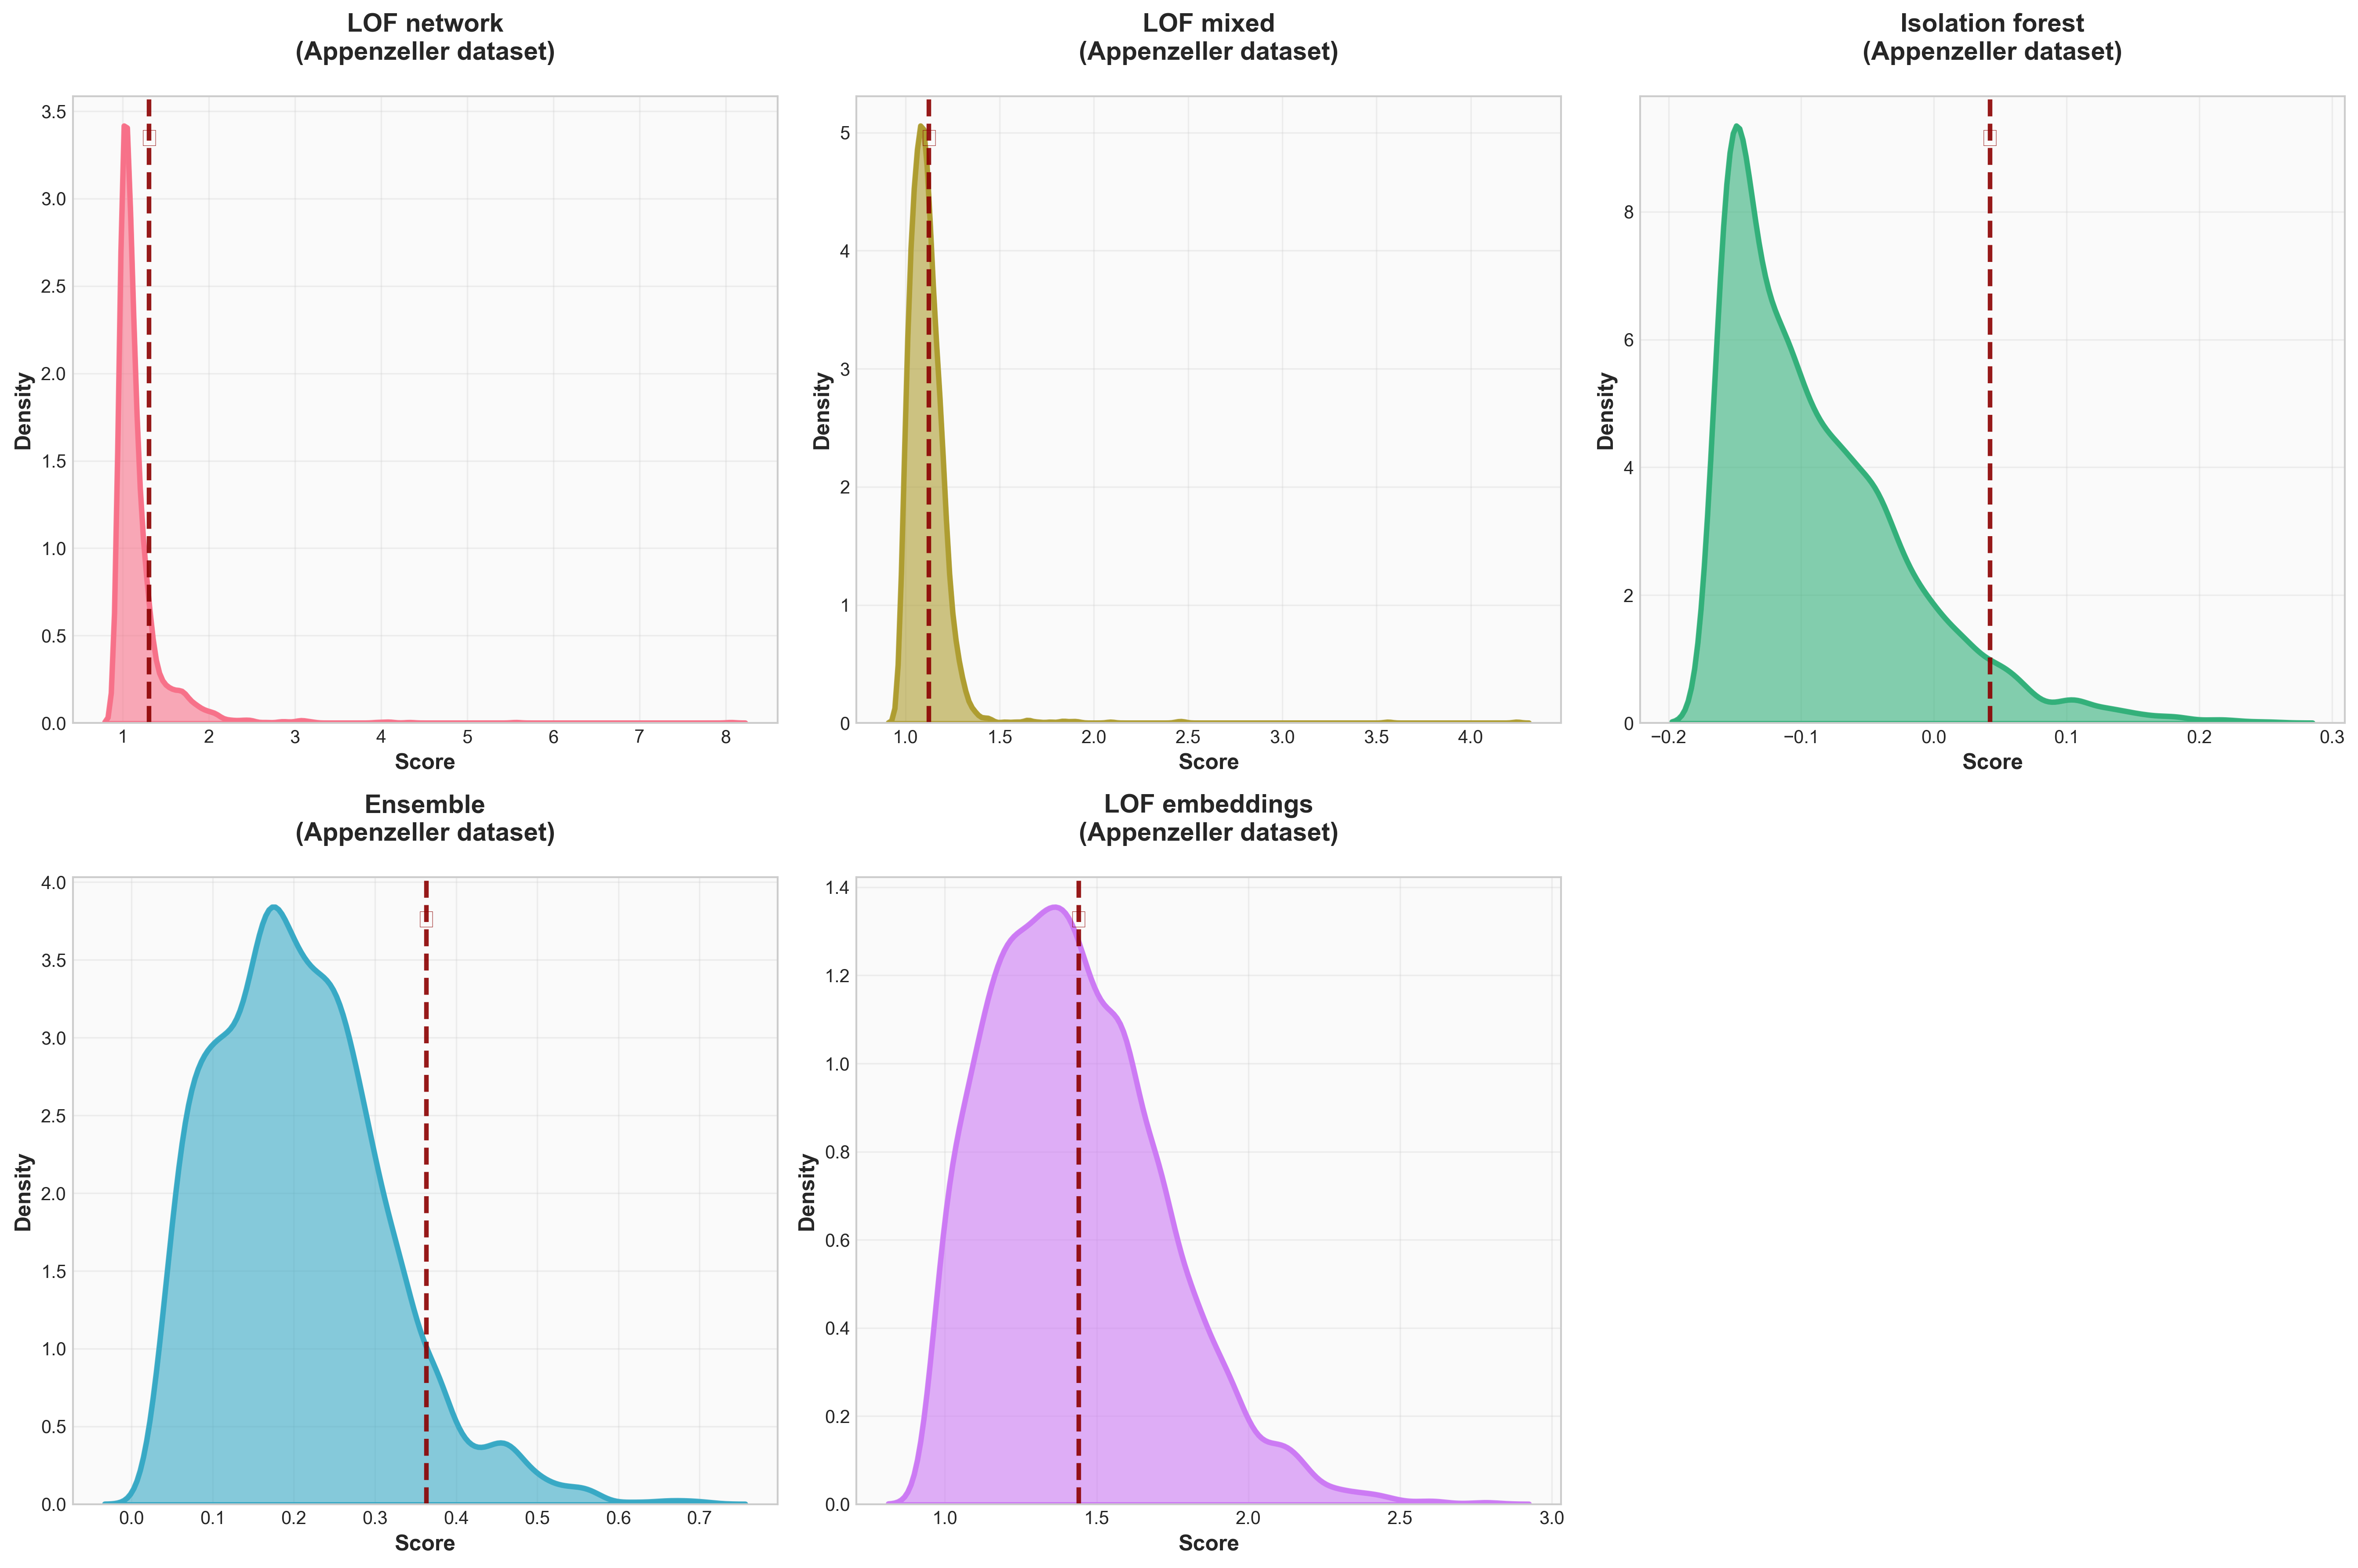 LOF network
(Appenzeller dataset)
3.5
3.0
2.5
2.0
1.5
1.0
0.5
0.0
Density
1 2 3 4 5 6 7 8
Score
LOF mixed
(Appenzeller dataset)
5
4
3
2
1
0
Density
1.0 1.5 2.0 2.5 3.0 3.5 4.0
Score
Isolation forest
(Appenzeller dataset)
8
6
4
2
0
Density
−0.2 −0.1 0.0 0.1 0.2 0.3
Score
Ensemble
(Appenzeller dataset)
4.0
3.5
3.0
2.5
2.0
1.5
1.0
0.5
0.0
Density
0.0 0.1 0.2 0.3 0.4 0.5 0.6 0.7
Score
LOF embeddings
(Appenzeller dataset)
1.4
1.2
1.0
0.8
0.6
0.4
0.2
0.0
Density
1.0 1.5 2.0 2.5 3.0
Score